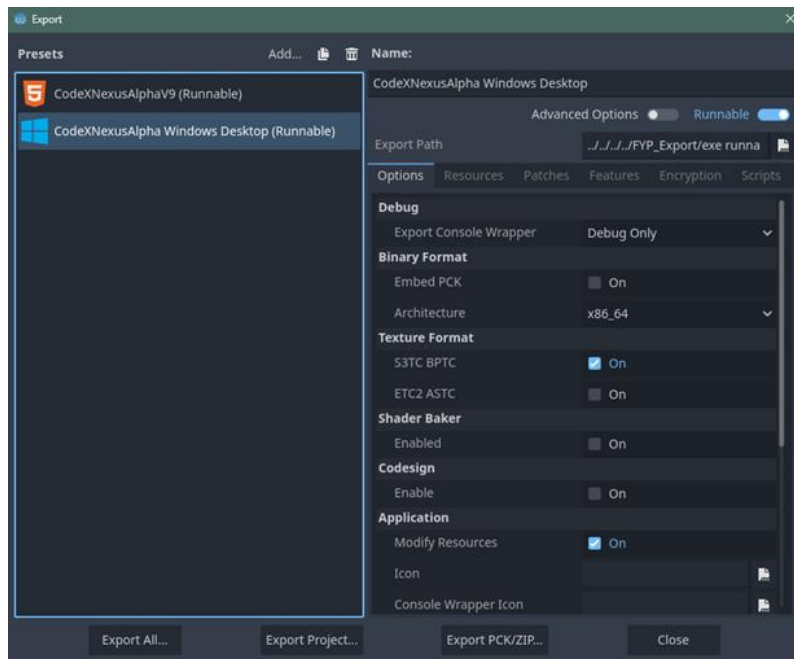 Export
Presets
Add...
CodeXNexusAlphaV9 (Runnable)
CodeXNexusAlpha Windows Desktop (Runnable)
Name:
CodeXNexusAlpha Windows Desktop
Advanced Options
Runnable
Export Path
../../../../FYP_Export/exe runna
Options Resources Patches Features Encryption Scripts
Debug
Export Console Wrapper Debug Only
Binary Format
Embed PCK On
Architecture x86_64
Texture Format
S3TC BPTC On
ETC2 ASTC On
Shader Baker
Enabled On
Codesign
Enable On
Application
Modify Resources On
Icon
Console Wrapper Icon
Export All... Export Project... Export PCK/ZIP... Close